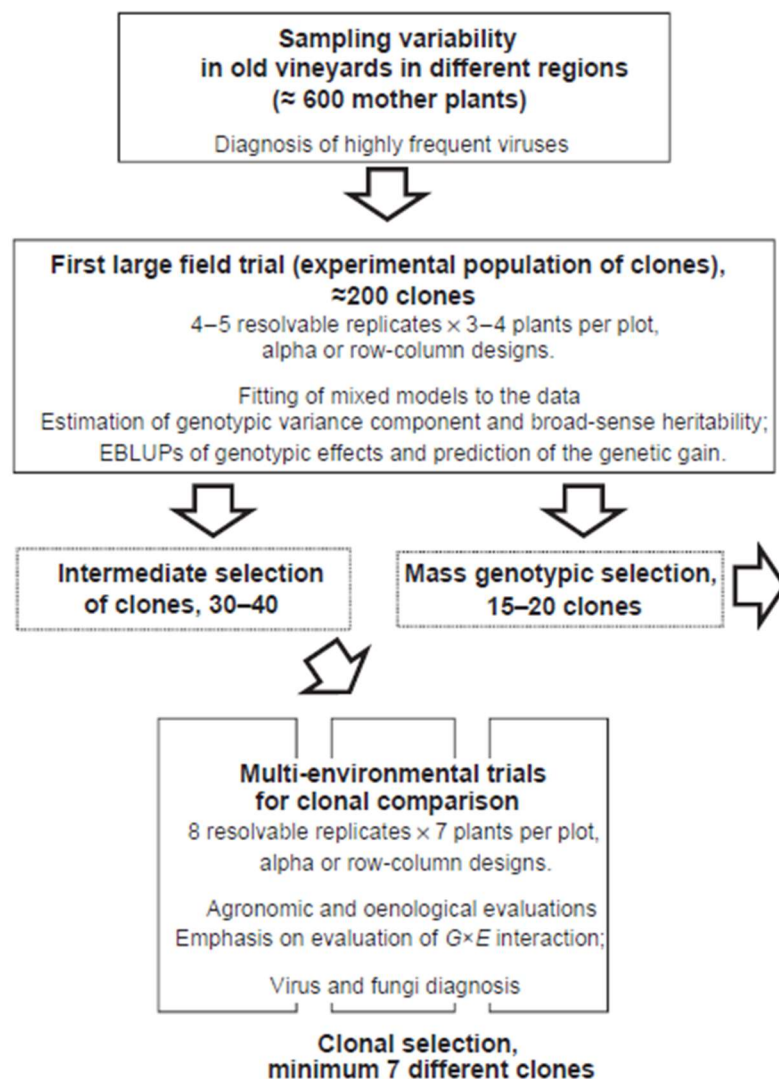 Sampling variability
in old vineyards in different regions
(≈ 600 mother plants)
Diagnosis of highly frequent viruses
First large field trial (experimental population of clones),
≈200 clones
4–5 resolvable replicates × 3–4 plants per plot,
alpha or row-column designs.
Fitting of mixed models to the data
Estimation of genotypic variance component and broad-sense heritability;
EBLUPs of genotypic effects and prediction of the genetic gain.
Intermediate selection
of clones, 30–40
Mass genotypic selection,
15–20 clones
Multi-environmental trials
for clonal comparison
8 resolvable replicates × 7 plants per plot,
alpha or row-column designs.
Agronomic and oenological evaluations
Emphasis on evaluation of G×E interaction;
Virus and fungi diagnosis
Clonal selection,
minimum 7 different clones